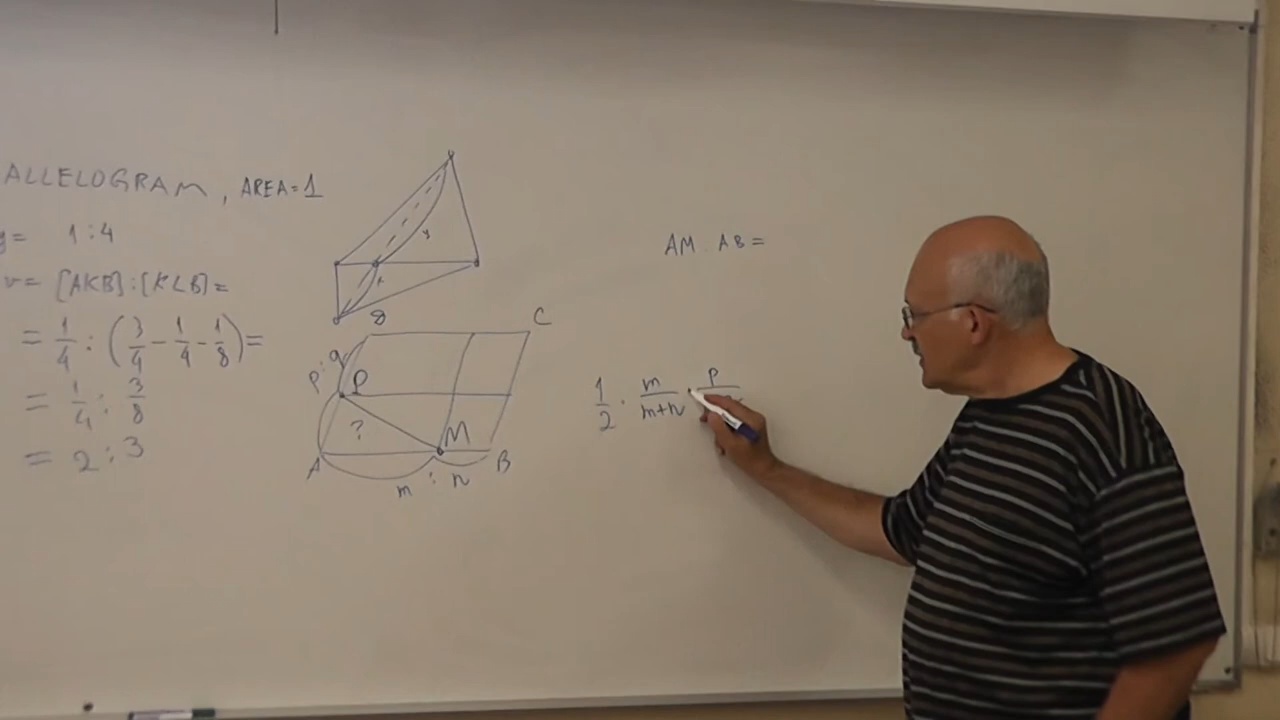 ALLELOGRAM, AREA=1
= 1:4
= [AKB]:[KLB]=
= 1/4 : (3/4 - 1/4 - 1/8) =
= 1/4 : 3/8
= 2:3
y
x
C
p:q
P
?
M
A
B
m : n
AM : AB =
1/2 · m/(m+n) · p